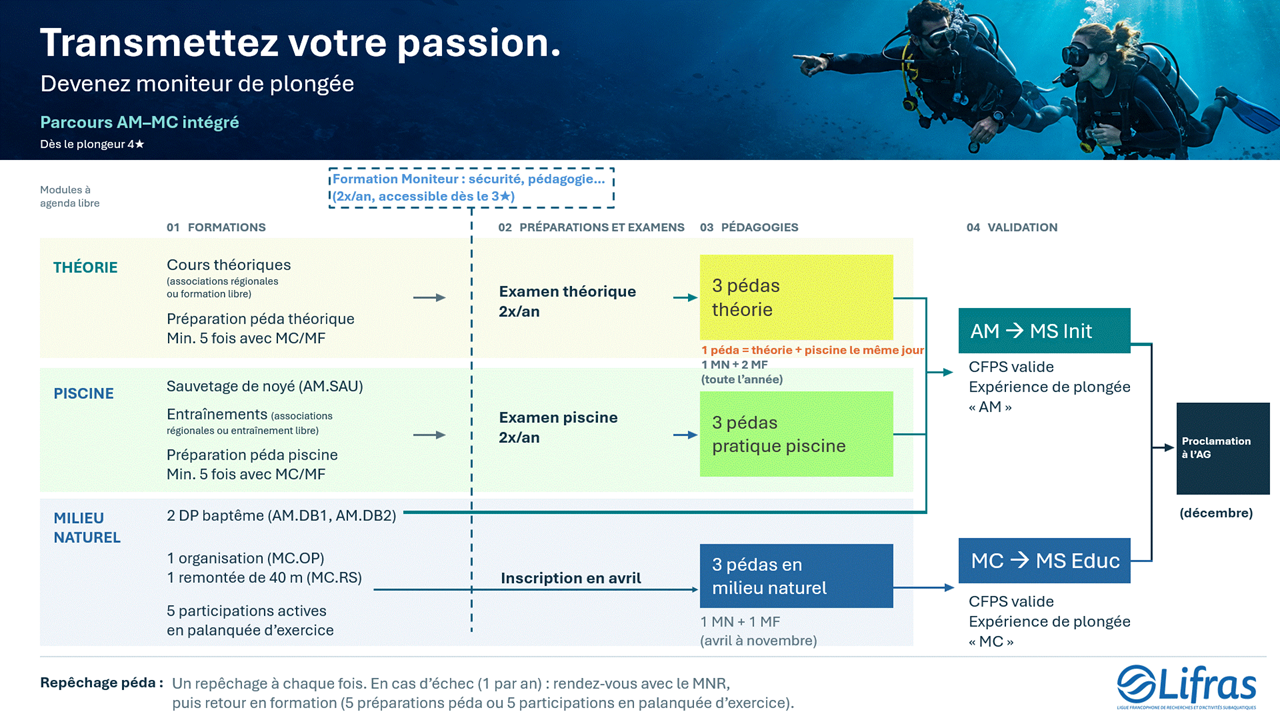 Transmettez votre passion.
Devenez moniteur de plongée
Parcours AM–MC intégré
Dès le plongeur 4★
Modules à
agenda libre
Formation Moniteur : sécurité, pédagogie...
(2x/an, accessible dès le 3★)
01 FORMATIONS
02 PRÉPARATIONS ET EXAMENS
03 PÉDAGOGIES
04 VALIDATION
THÉORIE
Cours théoriques
(associations régionales
ou formation libre)
Préparation péda théorique
Min. 5 fois avec MC/MF
Examen théorique
2x/an
3 pédas
théorie
1 péda = théorie + piscine le même jour
1 MN + 2 MF
(toute l’année)
PISCINE
Sauvetage de noyé (AM.SAU)
Entraînements (associations
régionales ou entraînement libre)
Préparation péda piscine
Min. 5 fois avec MC/MF
Examen piscine
2x/an
3 pédas
pratique piscine
MILIEU
NATUREL
2 DP baptême (AM.DB1, AM.DB2)
1 organisation (MC.OP)
1 remontée de 40 m (MC.RS)
5 participations actives
en palanquée d’exercice
Inscription en avril
3 pédas en
milieu naturel
1 MN + 1 MF
(avril à novembre)
AM → MS Init
CFPS valide
Expérience de plongée
« AM »
MC → MS Educ
CFPS valide
Expérience de plongée
« MC »
Proclamation
à l’AG
(décembre)
Repêchage péda : Un repêchage à chaque fois. En cas d’échec (1 par an) : rendez-vous avec le MNR,
puis retour en formation (5 préparations péda ou 5 participations en palanquée d’exercice).
Lifras
LIGUE FRANCOPHONE DE RECHERCHES ET D'ACTIVITÉS SUBAQUATIQUES